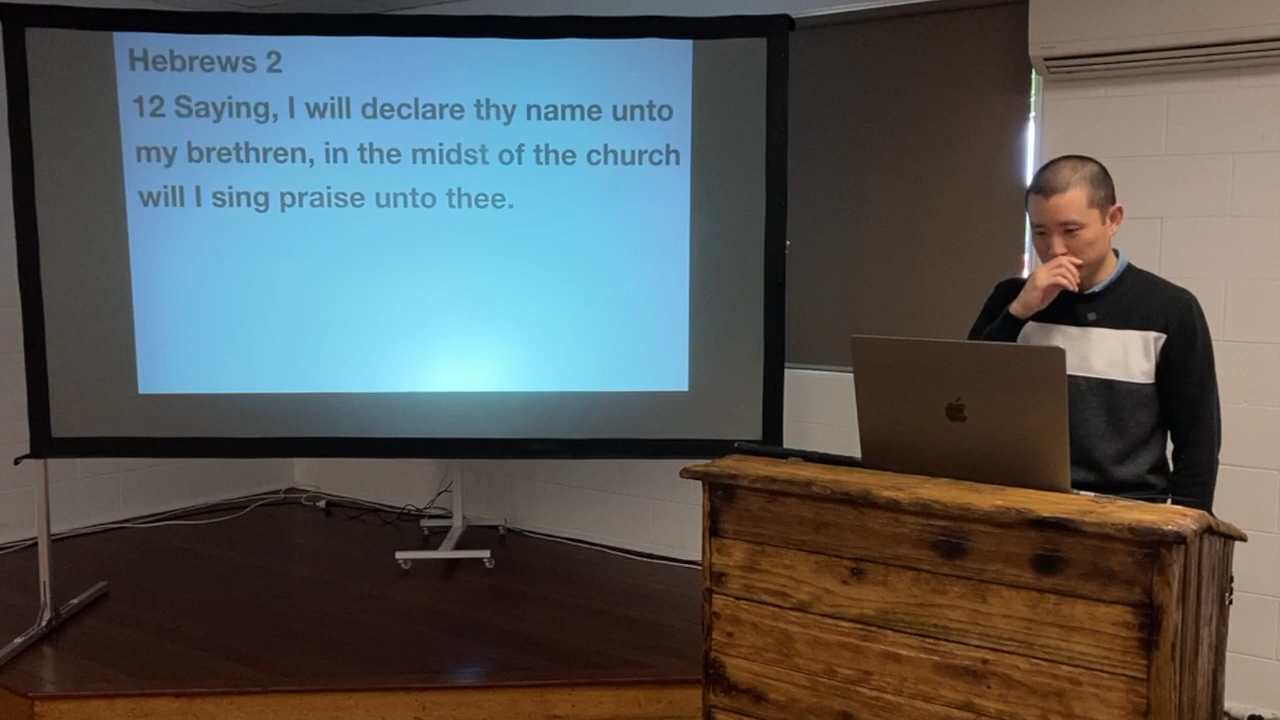 Hebrews 2
12 Saying, I will declare thy name unto
my brethren, in the midst of the church
will I sing praise unto thee.